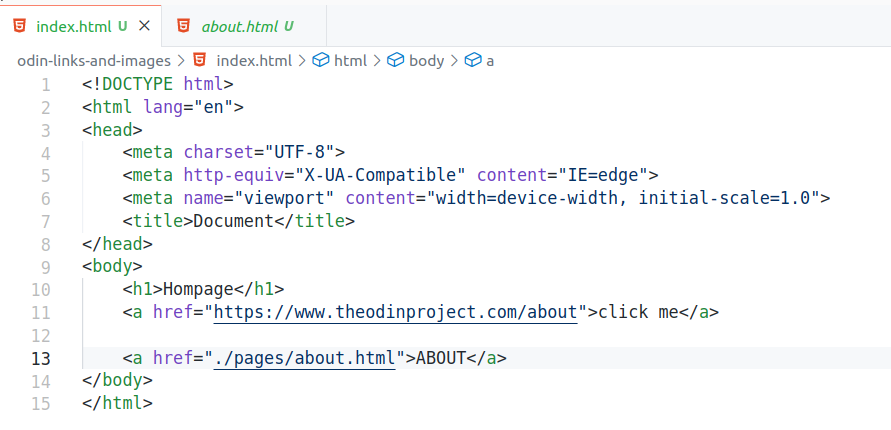 index.html U × about.html U
odin-links-and-images > index.html > html > body > a
1 <!DOCTYPE html>
2 <html lang="en">
3 <head>
4     <meta charset="UTF-8">
5     <meta http-equiv="X-UA-Compatible" content="IE=edge">
6     <meta name="viewport" content="width=device-width, initial-scale=1.0">
7     <title>Document</title>
8 </head>
9 <body>
10     <h1>Hompage</h1>
11     <a href="https://www.theodinproject.com/about">click me</a>
12
13     <a href="./pages/about.html">ABOUT</a>
14 </body>
15 </html>